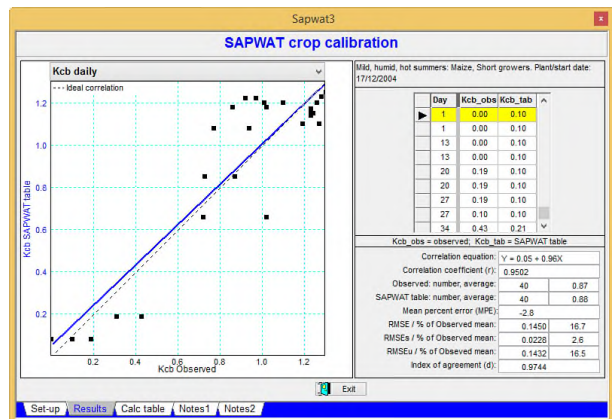 Sapwat3
SAPWAT crop calibration
Kcb daily
--- Ideal correlation
Kcb SAPWAT table
1.2
1.0
0.8
0.6
0.4
0.2
0.2 0.4 0.6 0.8 1.0 1.2
Kcb Observed
Mild, humid, hot summers: Maize, Short growers. Plant/start date:
17/12/2004
Day Kcb_obs Kcb_tab
1 0.00 0.10
1 0.00 0.10
13 0.00 0.10
13 0.00 0.10
20 0.19 0.10
20 0.19 0.10
27 0.19 0.10
27 0.10 0.10
34 0.43 0.21
Kcb_obs = observed; Kcb_tab = SAPWAT table
Correlation equation: Y = 0.05 + 0.96X
Correlation coefficient (r): 0.9502
Observed: number, average: 40 0.87
SAPWAT table: number, average: 40 0.88
Mean percent error (MPE): -2.8
RMSE / % of Observed mean: 0.1450 16.7
RMSEs / % of Observed mean: 0.0228 2.6
RMSEu / % of Observed mean: 0.1432 16.5
Index of agreement (d): 0.9744
Exit
Set-up Results Calc table Notes1 Notes2